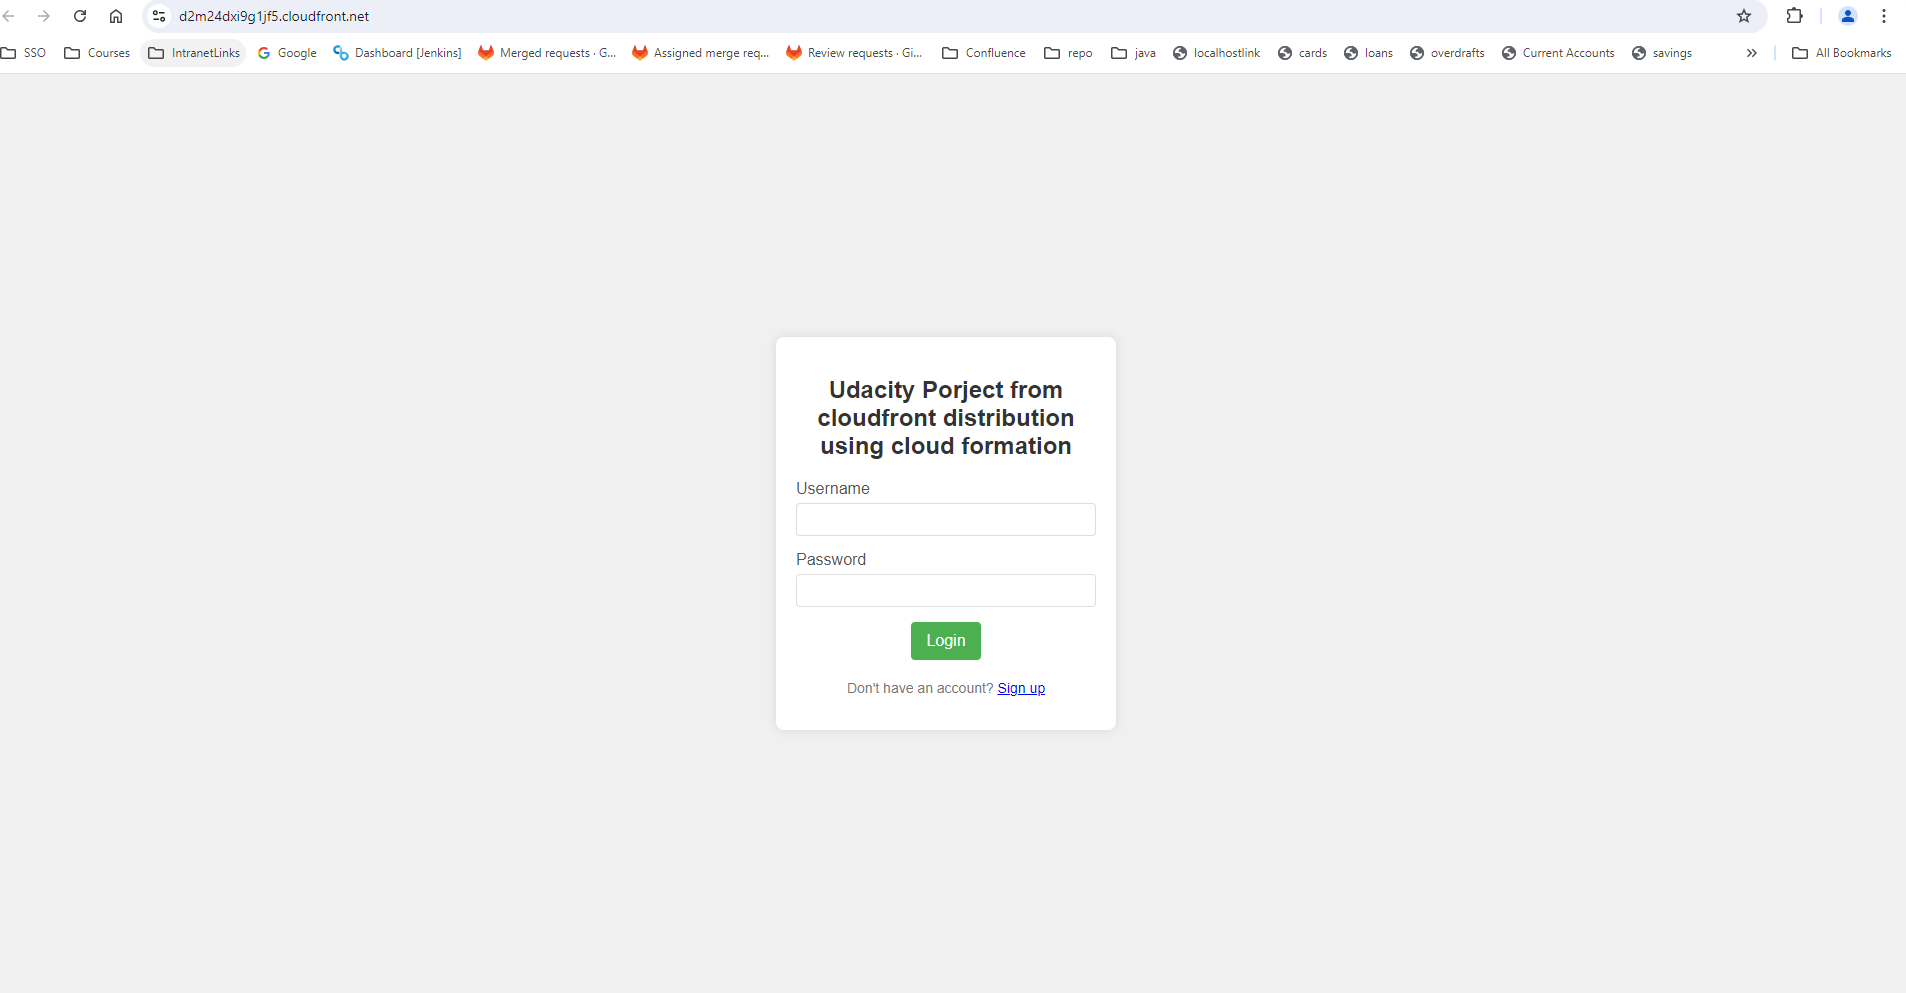 d2m24dxi9g1jf5.cloudfront.net
SSO Courses IntranetLinks Google Dashboard [Jenkins] Merged requests · G... Assigned merge req... Review requests · Gi... Confluence repo java localhostlink cards loans overdrafts Current Accounts savings All Bookmarks
Udacity Porject from
cloudfront distribution
using cloud formation
Username
Password
Login
Don't have an account? Sign up